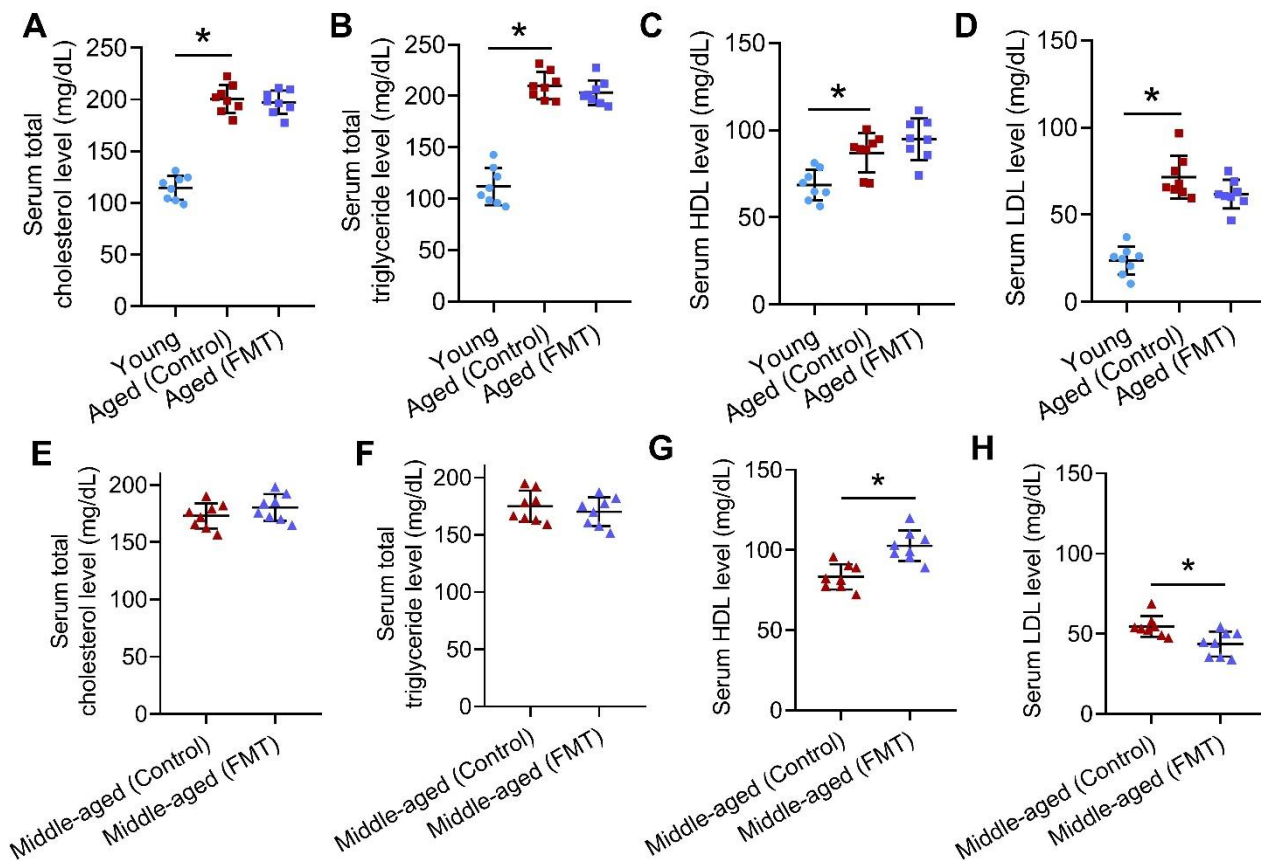 A
Serum total
cholesterol level (mg/dL)
250
200
150
100
50
0
*
Young
Aged (Control)
Aged (FMT)
B
Serum total
triglyceride level (mg/dL)
250
200
150
100
50
0
*
Young
Aged (Control)
Aged (FMT)
C
Serum HDL level (mg/dL)
150
100
50
0
*
Young
Aged (Control)
Aged (FMT)
D
Serum LDL level (mg/dL)
150
100
50
0
*
Young
Aged (Control)
Aged (FMT)
E
Serum total
cholesterol level (mg/dL)
200
150
100
50
0
Middle-aged (Control)
Middle-aged (FMT)
F
Serum total
triglyceride level (mg/dL)
200
150
100
50
0
Middle-aged (Control)
Middle-aged (FMT)
G
Serum HDL level (mg/dL)
150
100
50
0
*
Middle-aged (Control)
Middle-aged (FMT)
H
Serum LDL level (mg/dL)
150
100
50
0
*
Middle-aged (Control)
Middle-aged (FMT)